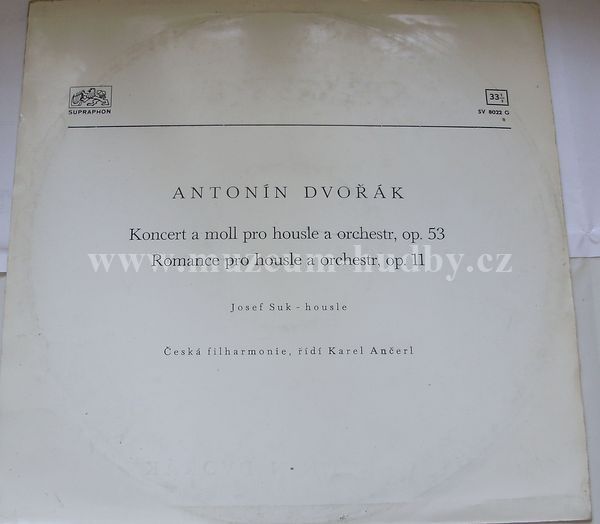 SUPRAPHON
33⅓
SV 8022 G
ANTONÍN DVOŘÁK
Koncert a moll pro housle a orchestr, op. 53
Romance pro housle a orchestr, op. 11
www.muzeum-hudby.cz
Josef Suk - housle
Česká filharmonie, řídí Karel Ančerl